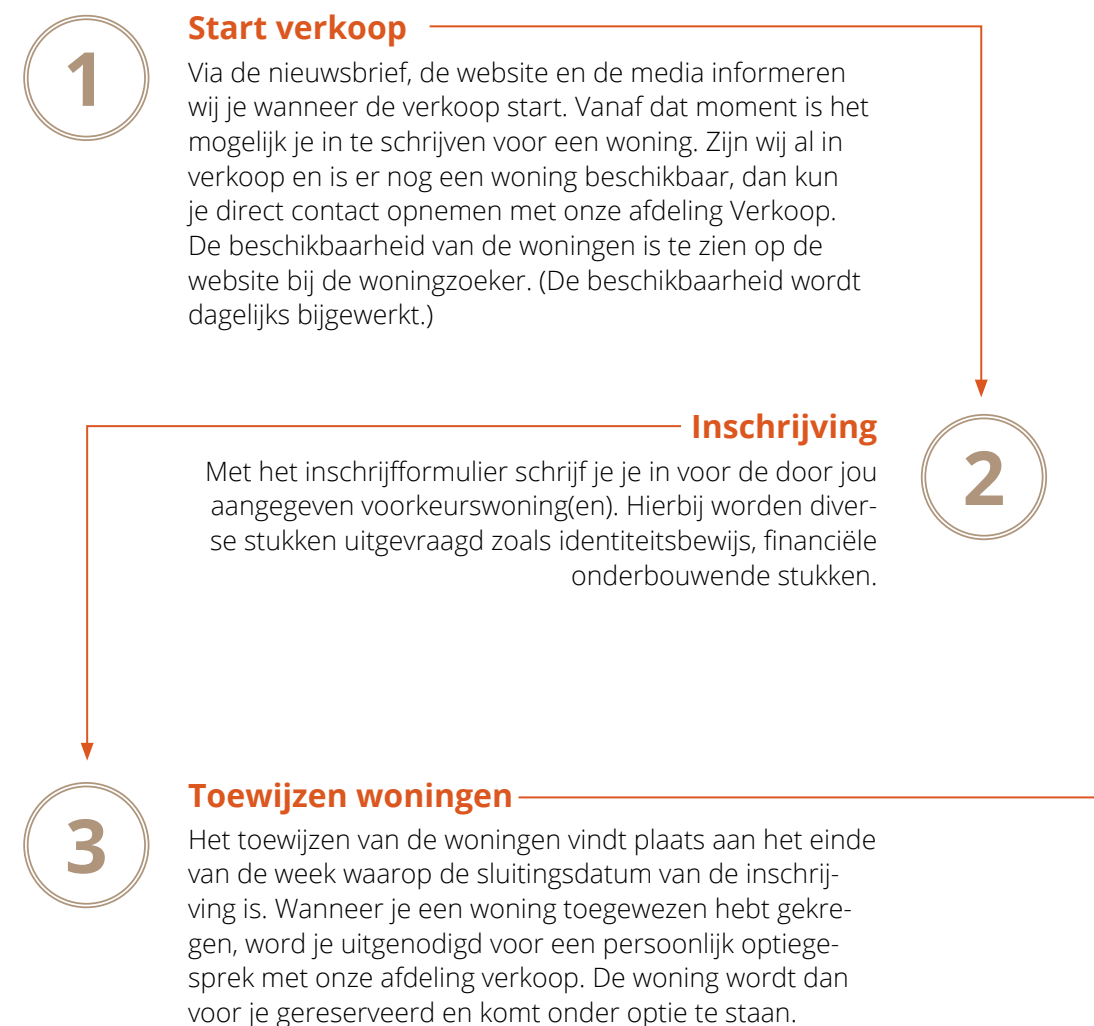 1
Start verkoop
Via de nieuwsbrief, de website en de media informeren
wij je wanneer de verkoop start. Vanaf dat moment is het
mogelijk je in te schrijven voor een woning. Zijn wij al in
verkoop en is er nog een woning beschikbaar, dan kun
je direct contact opnemen met onze afdeling Verkoop.
De beschikbaarheid van de woningen is te zien op de
website bij de woningzoeker. (De beschikbaarheid wordt
dagelijks bijgewerkt.)
2
Inschrijving
Met het inschrijfformulier schrijf je je in voor de door jou
aangegeven voorkeurswoning(en). Hierbij worden diver-
se stukken uitgevraagd zoals identiteitsbewijs, financiële
onderbouwende stukken.
3
Toewijzen woningen
Het toewijzen van de woningen vindt plaats aan het einde
van de week waarop de sluitingsdatum van de inschrij-
ving is. Wanneer je een woning toegewezen hebt gekre-
gen, word je uitgenodigd voor een persoonlijk optiege-
sprek met onze afdeling verkoop. De woning wordt dan
voor je gereserveerd en komt onder optie te staan.